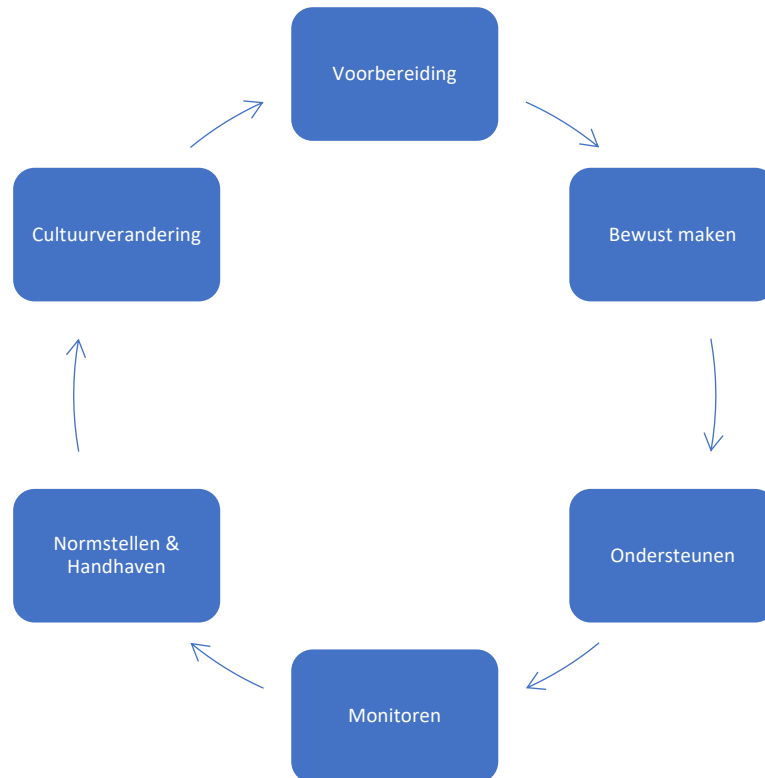 Voorbereiding
Bewust maken
Ondersteunen
Monitoren
Normstellen &
Handhaven
Cultuurverandering